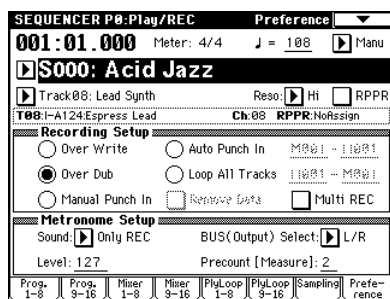 SEQUENCER P0:Play/REC Preference
001:01.000 Meter: 4/4 ♩ = 108 Manu
S000: Acid Jazz
Track08: Lead Synth Reso: Hi RPPR
T08:I-A124:Espress Lead Ch:08 RPPR:NoAssign
Recording Setup
Over Write Auto Punch In M001 - M001
Over Dub Loop All Tracks M001 - M001
Manual Punch In Remove Data Multi REC
Metronome Setup
Sound: Only REC BUS(Output) Select: L/R
Level: 127 Precount [Measure]: 2
Prog. 1-8 Prog. 9-16 Mixer 1-8 Mixer 9-16 PlyLoop 1-8 PlyLoop 9-16 Sampling Prefe-rence